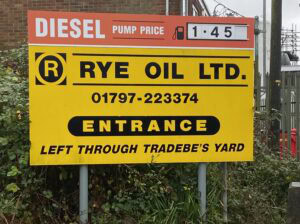 DIESEL PUMP PRICE 1·45
R RYE OIL LTD.
01797-223374
ENTRANCE
LEFT THROUGH TRADEBE'S YARD